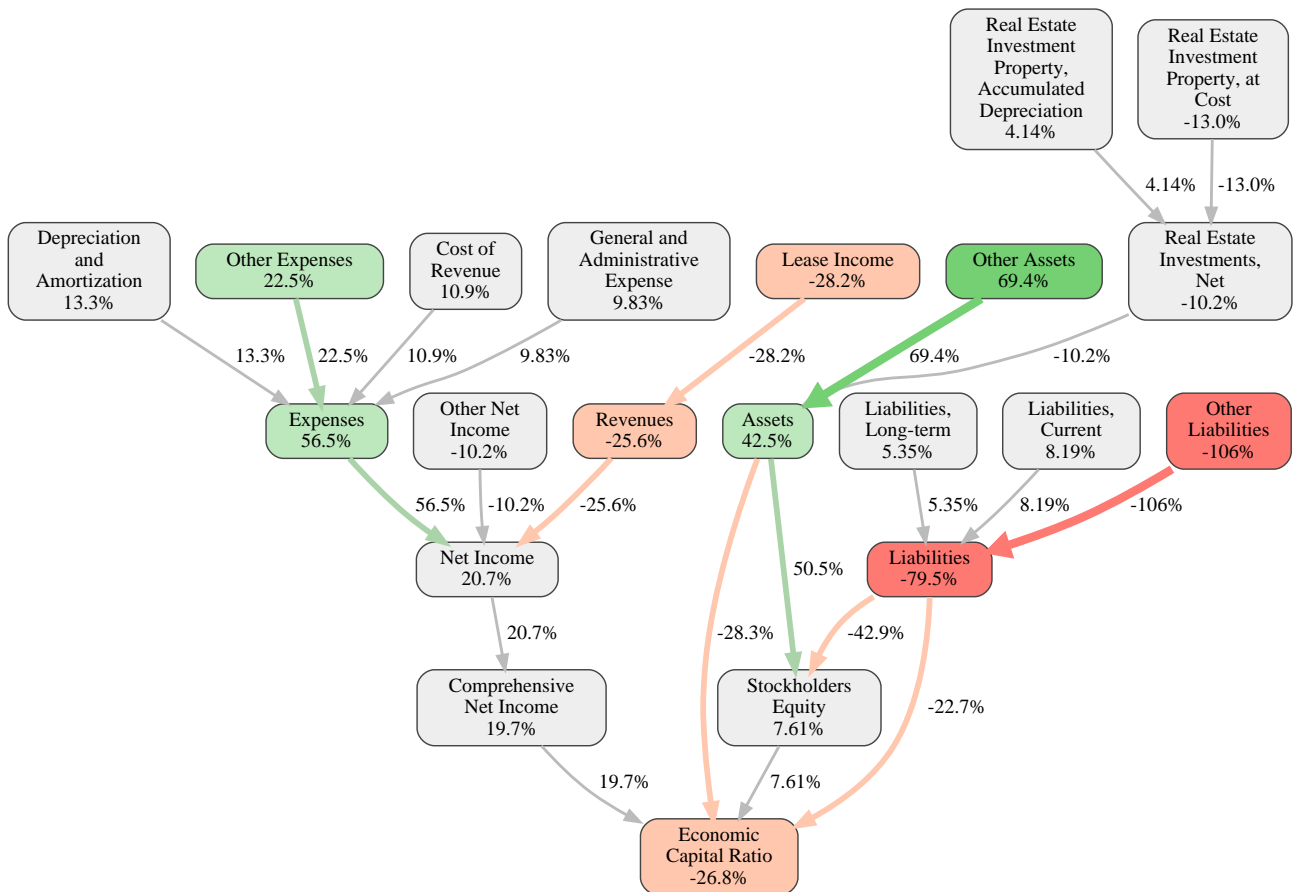 Real Estate
Investment
Property,
Accumulated
Depreciation
4.14%
Real Estate
Investment
Property, at
Cost
-13.0%
4.14%
-13.0%
Depreciation
and
Amortization
13.3%
Other Expenses
22.5%
Cost of
Revenue
10.9%
General and
Administrative
Expense
9.83%
Lease Income
-28.2%
Other Assets
69.4%
Real Estate
Investments,
Net
-10.2%
13.3%
22.5%
10.9%
9.83%
-28.2%
69.4%
-10.2%
Expenses
56.5%
Other Net
Income
-10.2%
Revenues
-25.6%
Assets
42.5%
Liabilities,
Long-term
5.35%
Liabilities,
Current
8.19%
Other
Liabilities
-106%
56.5%
-10.2%
-25.6%
5.35%
8.19%
-106%
Net Income
20.7%
50.5%
Liabilities
-79.5%
20.7%
-28.3%
-42.9%
Comprehensive
Net Income
19.7%
Stockholders
Equity
7.61%
-22.7%
19.7%
7.61%
Economic
Capital Ratio
-26.8%